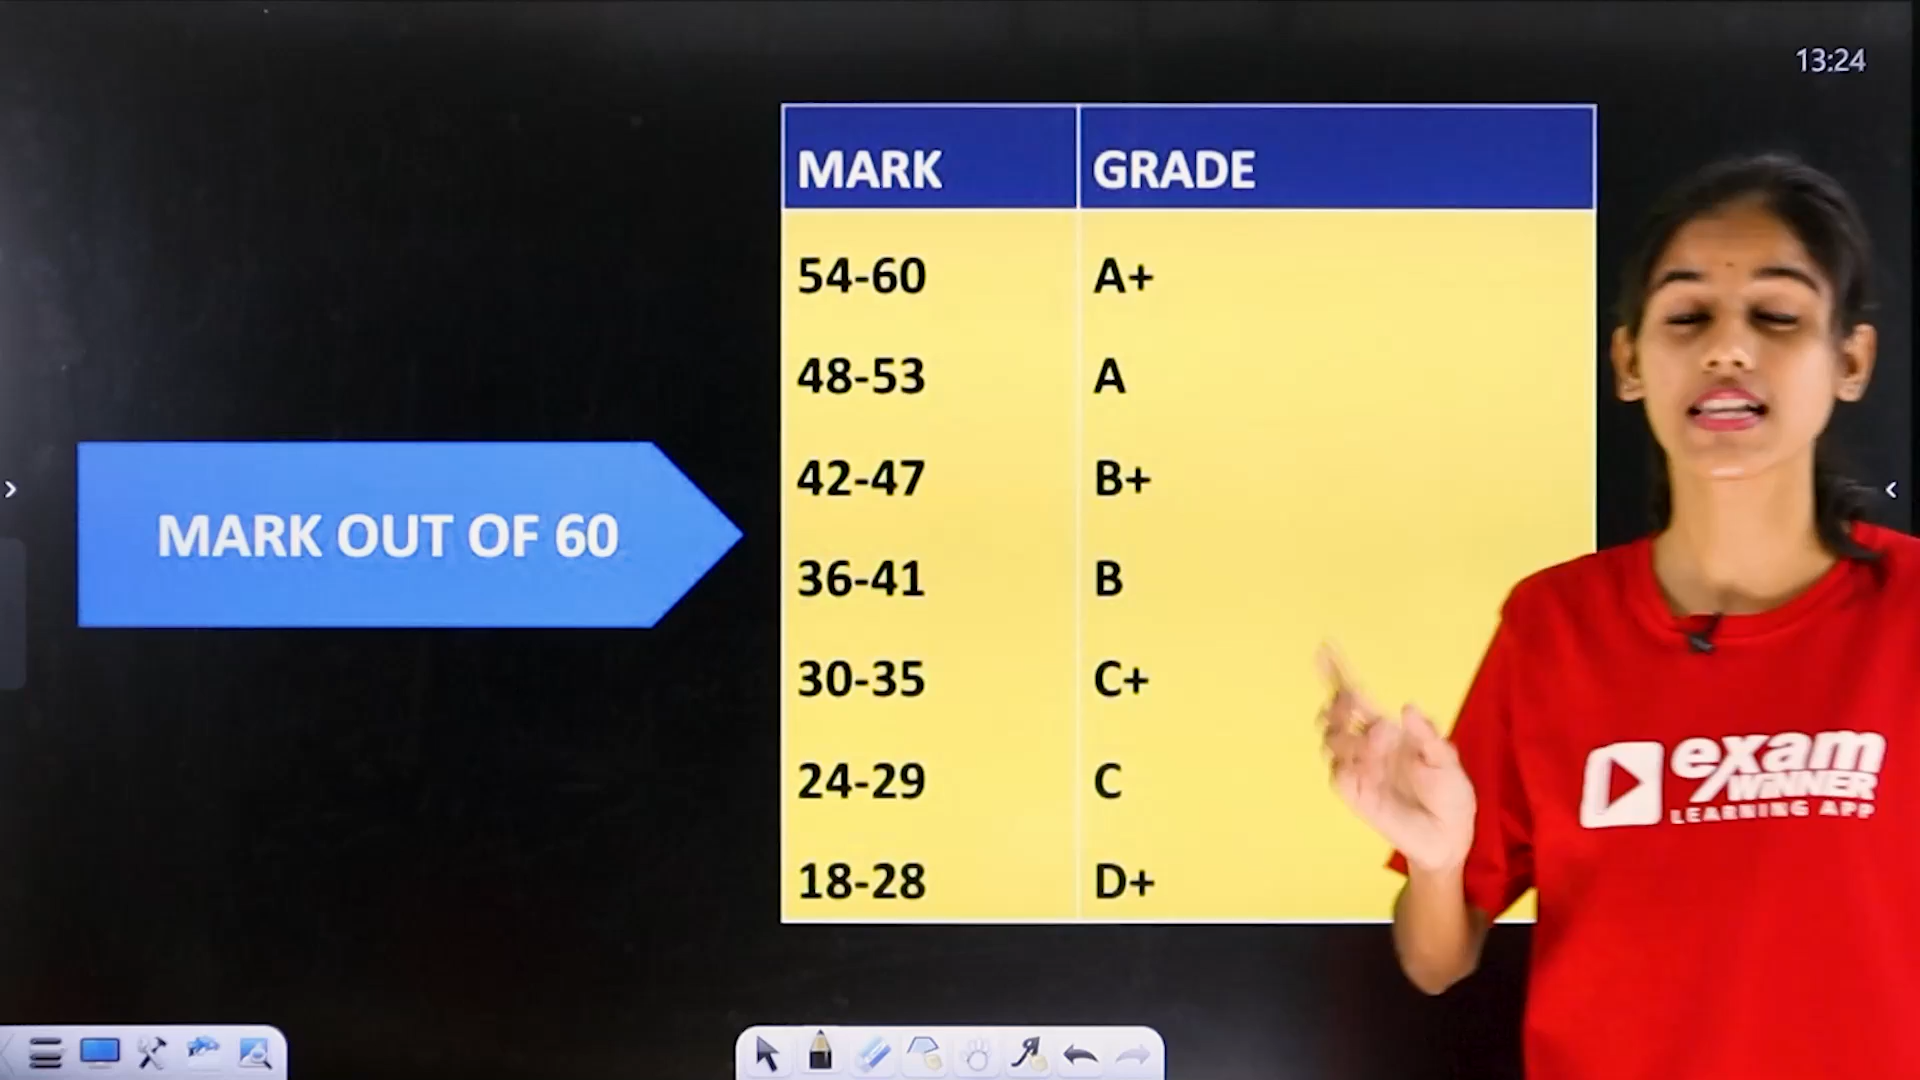 13:24
MARK GRADE
54-60 A+
48-53 A
42-47 B+
MARK OUT OF 60
36-41 B
30-35 C+
24-29 C
18-28 D+
exam
WINNER
LEARNING APP